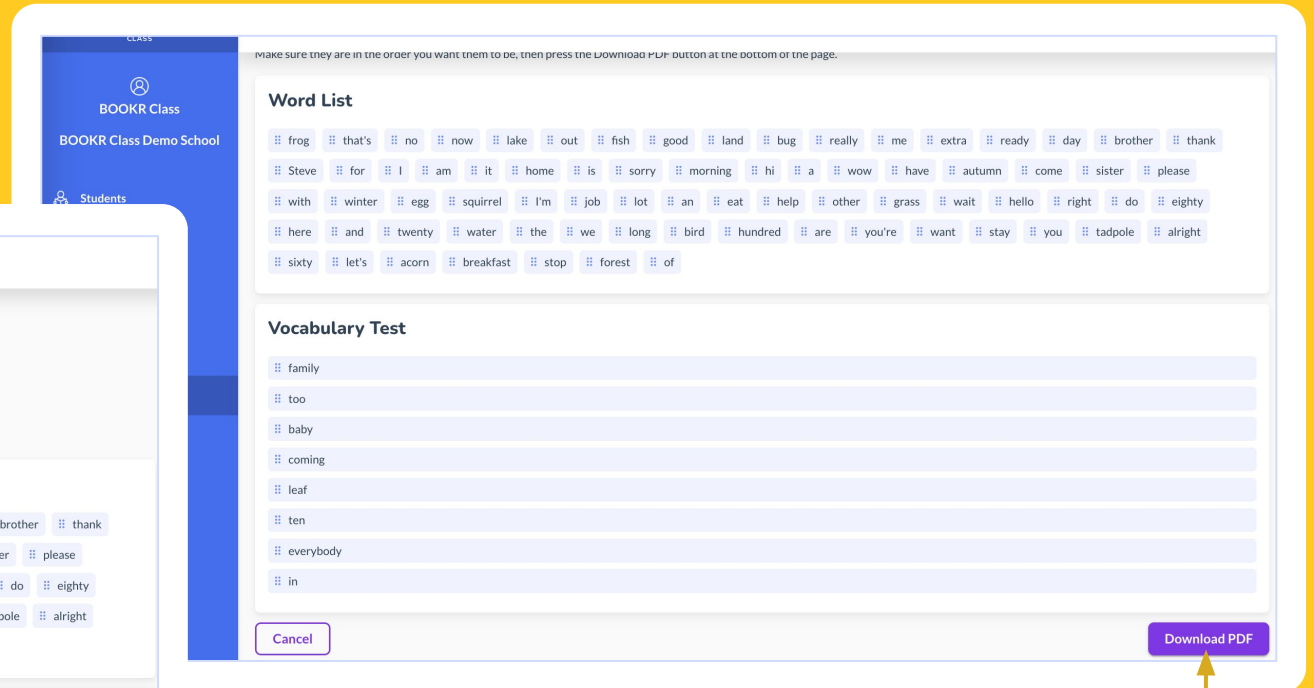 CLASS
Make sure they are in the order you want them to be, then press the Download PDF button at the bottom of the page.
BOOKR Class
BOOKR Class Demo School
Students
Word List
frog that's no now lake out fish good land bug really me extra ready day brother thank
Steve for I am it home is sorry morning hi a wow have autumn come sister please
with winter egg squirrel I'm job lot an eat help other grass wait hello right do eighty
here and twenty water the we long bird hundred are you're want stay you tadpole alright
sixty let's acorn breakfast stop forest of
Vocabulary Test
family
too
baby
coming
leaf
ten
everybody
in
Cancel
Download PDF
brother thank
er please
do eighty
pole alright